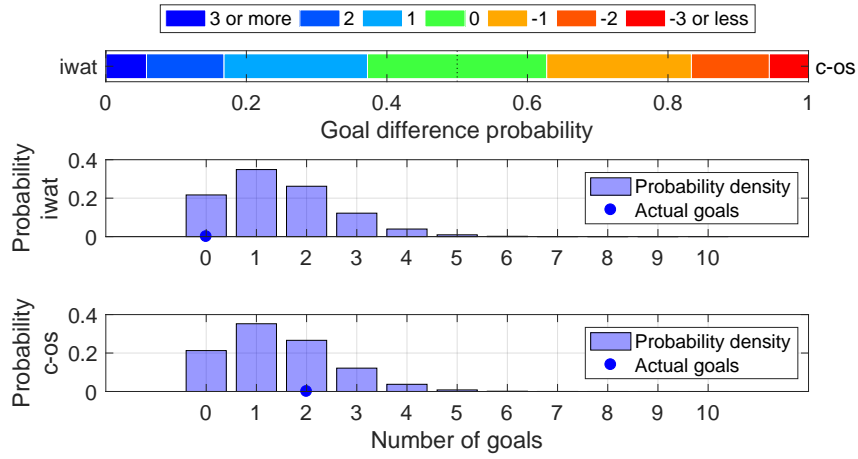 3 or more 2 1 0 -1 -2 -3 or less
iwat c-os
0 0.2 0.4 0.6 0.8 1
Goal difference probability
Probability
iwat
0.4
0.2
0
Probability density
Actual goals
0 1 2 3 4 5 6 7 8 9 10
Probability
c-os
0.4
0.2
0
Probability density
Actual goals
0 1 2 3 4 5 6 7 8 9 10
Number of goals